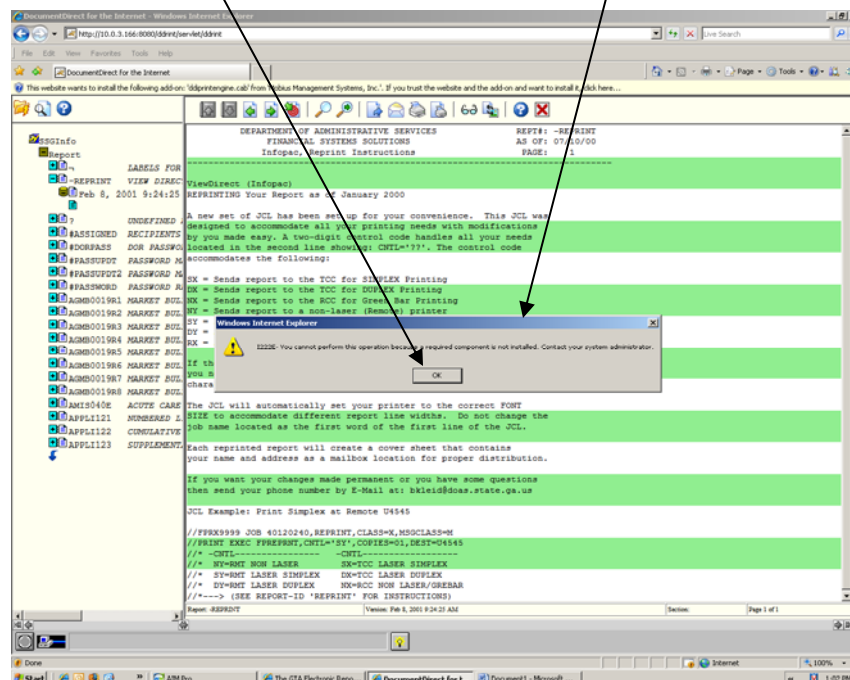 DocumentDirect for the Internet - Windows Internet Explorer
http://10.0.3.166:8080/ddrint/servlet/ddrint
Live Search
File Edit View Favorites Tools Help
DocumentDirect for the Internet
Page Tools
This website wants to install the following add-on: 'ddiprintengine.cab' from 'Mobius Management Systems, Inc.'. If you trust the website and the add-on and want to install it, click here...
SSGInfo
Report
LABELS FOR
-REPRINT VIEW DIREC
Feb 8, 2001 9:24:25
? UNDEFINED
#ASSIGNED RECIPIENTS
#DORPASS DOR PASSWO
#PASSUPDT PASSWORD M
#PASSUPDT2 PASSWORD M
#PASSWORD PASSWORD R
AGMB0019R1 MARKET BUL
AGMB0019R2 MARKET BUL
AGMB0019R3 MARKET BUL
AGMB0019R4 MARKET BUL
AGMB0019R5 MARKET BUL
AGMB0019R6 MARKET BUL
AGMB0019R7 MARKET BUL
AGMB0019R8 MARKET BUL
AMIS040E ACUTE CARE
APPLI121 NUMBERED L
APPLI122 CUMULATIVE
APPLI123 SUPPLEMENT
DEPARTMENT OF ADMINISTRATIVE SERVICES REPT#: -REPRINT
FINANCIAL SYSTEMS SOLUTIONS AS OF: 07/10/00
Infopac, Reprint Instructions PAGE: 1
ViewDirect (Infopac)
REPRINTING Your Report as of January 2000
A new set of JCL has been set up for your convenience. This JCL was
designed to accommodate all your printing needs with modifications
by you made easy. A two-digit control code handles all your needs
located in the second line showing: CNTL='??'. The control code
accommodates the following:
SX = Sends report to the TCC for SIMPLEX Printing
DX = Sends report to the TCC for DUPLEX Printing
NX = Sends report to the RCC for Green Bar Printing
NY = Sends report to a non-laser (Remote) printer
SY =
DY =
RX =
Windows Internet Explorer
I222E- You cannot perform this operation because a required component is not installed. Contact your system administrator.
OK
If th
you n
chara
The JCL will automatically set your printer to the correct FONT
SIZE to accommodate different report line widths. Do not change the
job name located as the first word of the first line of the JCL.
Each reprinted report will create a cover sheet that contains
your name and address as a mailbox location for proper distribution.
If you want your changes made permanent or you have some questions
then send your phone number by E-Mail at: bkleid@doas.state.ga.us
JCL Example: Print Simplex at Remote U4545
//FPRX9999 JOB 40120240,REPRINT,CLASS=X,MSGCLASS=M
//PRINT EXEC FPREPRNT,CNTL='SY',COPIES=01,DEST=U4545
//* -CNTL---------------- -CNTL------------------
//* NY=RMT NON LASER SX=TCC LASER SIMPLEX
//* SY=RMT LASER SIMPLEX DX=TCC LASER DUPLEX
//* DY=RMT LASER DUPLEX NX=RCC NON LASER/GREBAR
//*---> (SEE REPORT-ID 'REPRINT' FOR INSTRUCTIONS)
Report: -REPRINT Version: Feb 8, 2001 9:24:25 AM Section: Page 1 of 1
Done Internet 100%
Start AIM Pro The GTA Electronic Repo... DocumentDirect for t... Document1 - Microsoft ... 1:02 PM